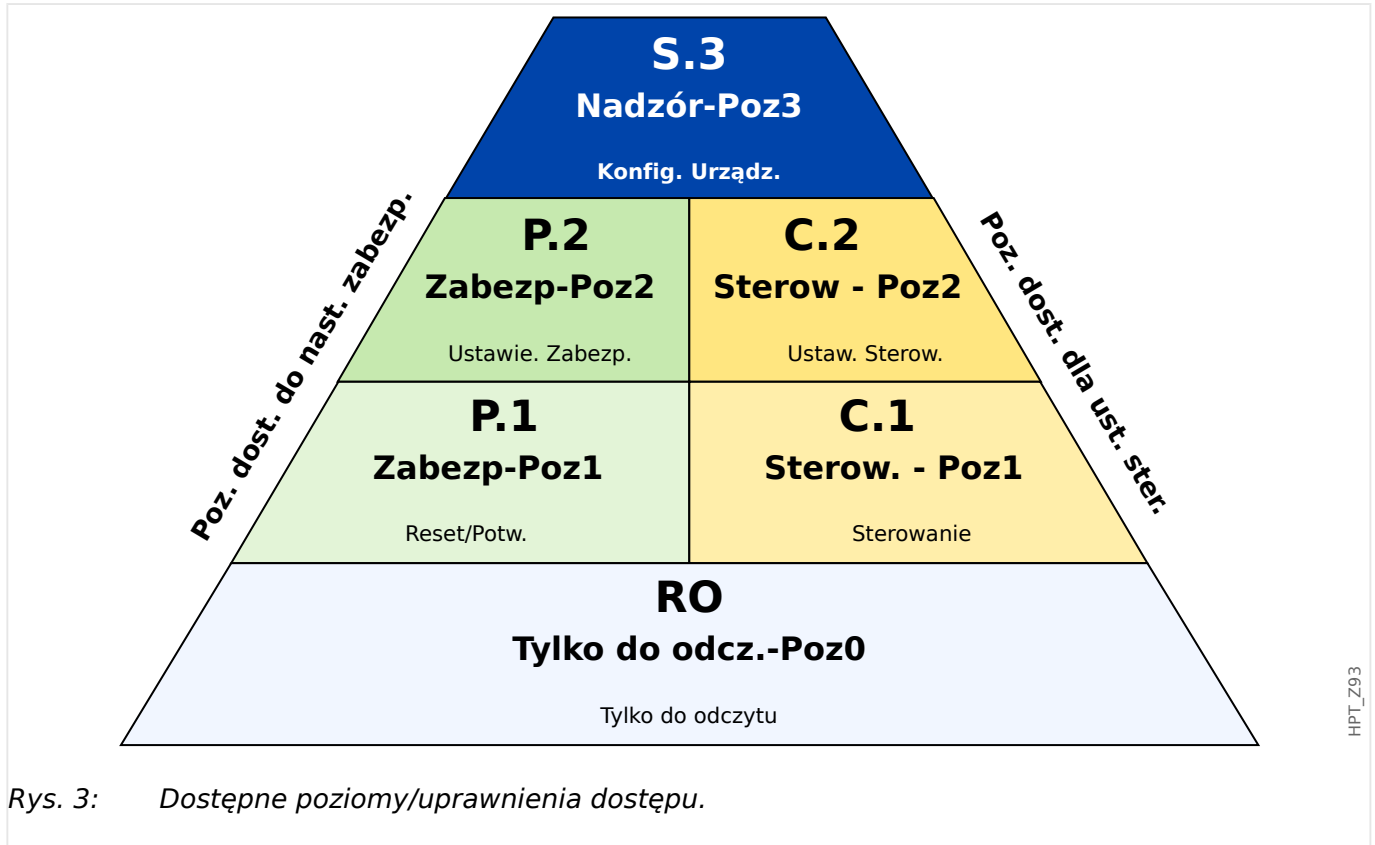 S.3
Nadzór-Poz3
Konfig. Urządz.
Poz. dost. do nast. zabezp.
P.2
Zabezp-Poz2
Ustawie. Zabezp.
C.2
Sterow - Poz2
Ustaw. Sterow.
Poz. dost. dla ust. ster.
P.1
Zabezp-Poz1
Reset/Potw.
C.1
Sterow. - Poz1
Sterowanie
RO
Tylko do odcz.-Poz0
Tylko do odczytu
HPT_Z93
Rys. 3: Dostępne poziomy/uprawnienia dostępu.